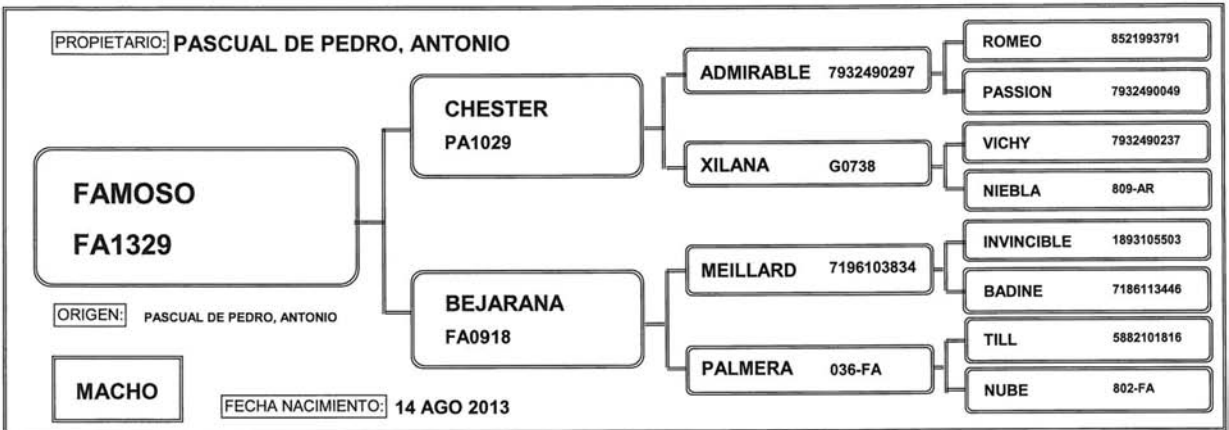 PROPIETARIO: PASCUAL DE PEDRO, ANTONIO
FAMOSO
FA1329
ORIGEN: PASCUAL DE PEDRO, ANTONIO
MACHO
FECHA NACIMIENTO: 14 AGO 2013
CHESTER
PA1029
BEJARANA
FA0918
ADMIRABLE 7932490297
XILANA G0738
MEILLARD 7196103834
PALMERA 036-FA
ROMEO 8521993791
PASSION 7932490049
VICHY 7932490237
NIEBLA 809-AR
INVINCIBLE 1893105503
BADINE 7186113446
TILL 5882101816
NUBE 802-FA